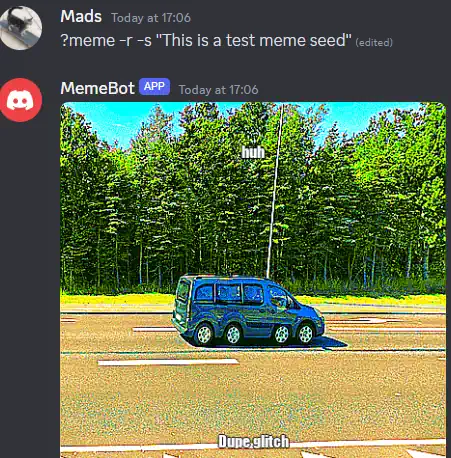 Mads Today at 17:06
?meme -r -s "This is a test meme seed" (edited)
MemeBot APP Today at 17:06
huh
Dupe glitch